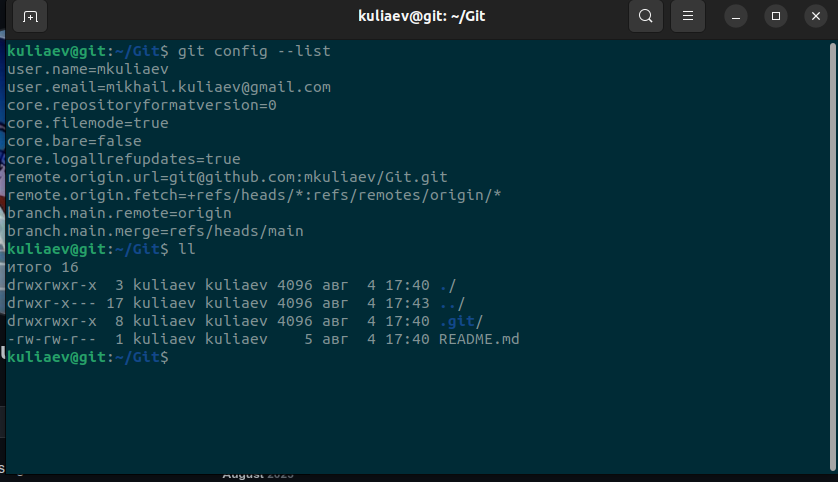 kuliaev@git: ~/Git
kuliaev@git:~/Git$ git config --list
user.name=mkuliaev
user.email=mikhail.kuliaev@gmail.com
core.repositoryformatversion=0
core.filemode=true
core.bare=false
core.logallrefupdates=true
remote.origin.url=git@github.com:mkuliaev/Git.git
remote.origin.fetch=+refs/heads/*:refs/remotes/origin/*
branch.main.remote=origin
branch.main.merge=refs/heads/main
kuliaev@git:~/Git$ ll
итого 16
drwxrwxr-x  3 kuliaev kuliaev 4096 авг  4 17:40 ./
drwxr-x--- 17 kuliaev kuliaev 4096 авг  4 17:43 ../
drwxrwxr-x  8 kuliaev kuliaev 4096 авг  4 17:40 .git/
-rw-rw-r--  1 kuliaev kuliaev    5 авг  4 17:40 README.md
kuliaev@git:~/Git$